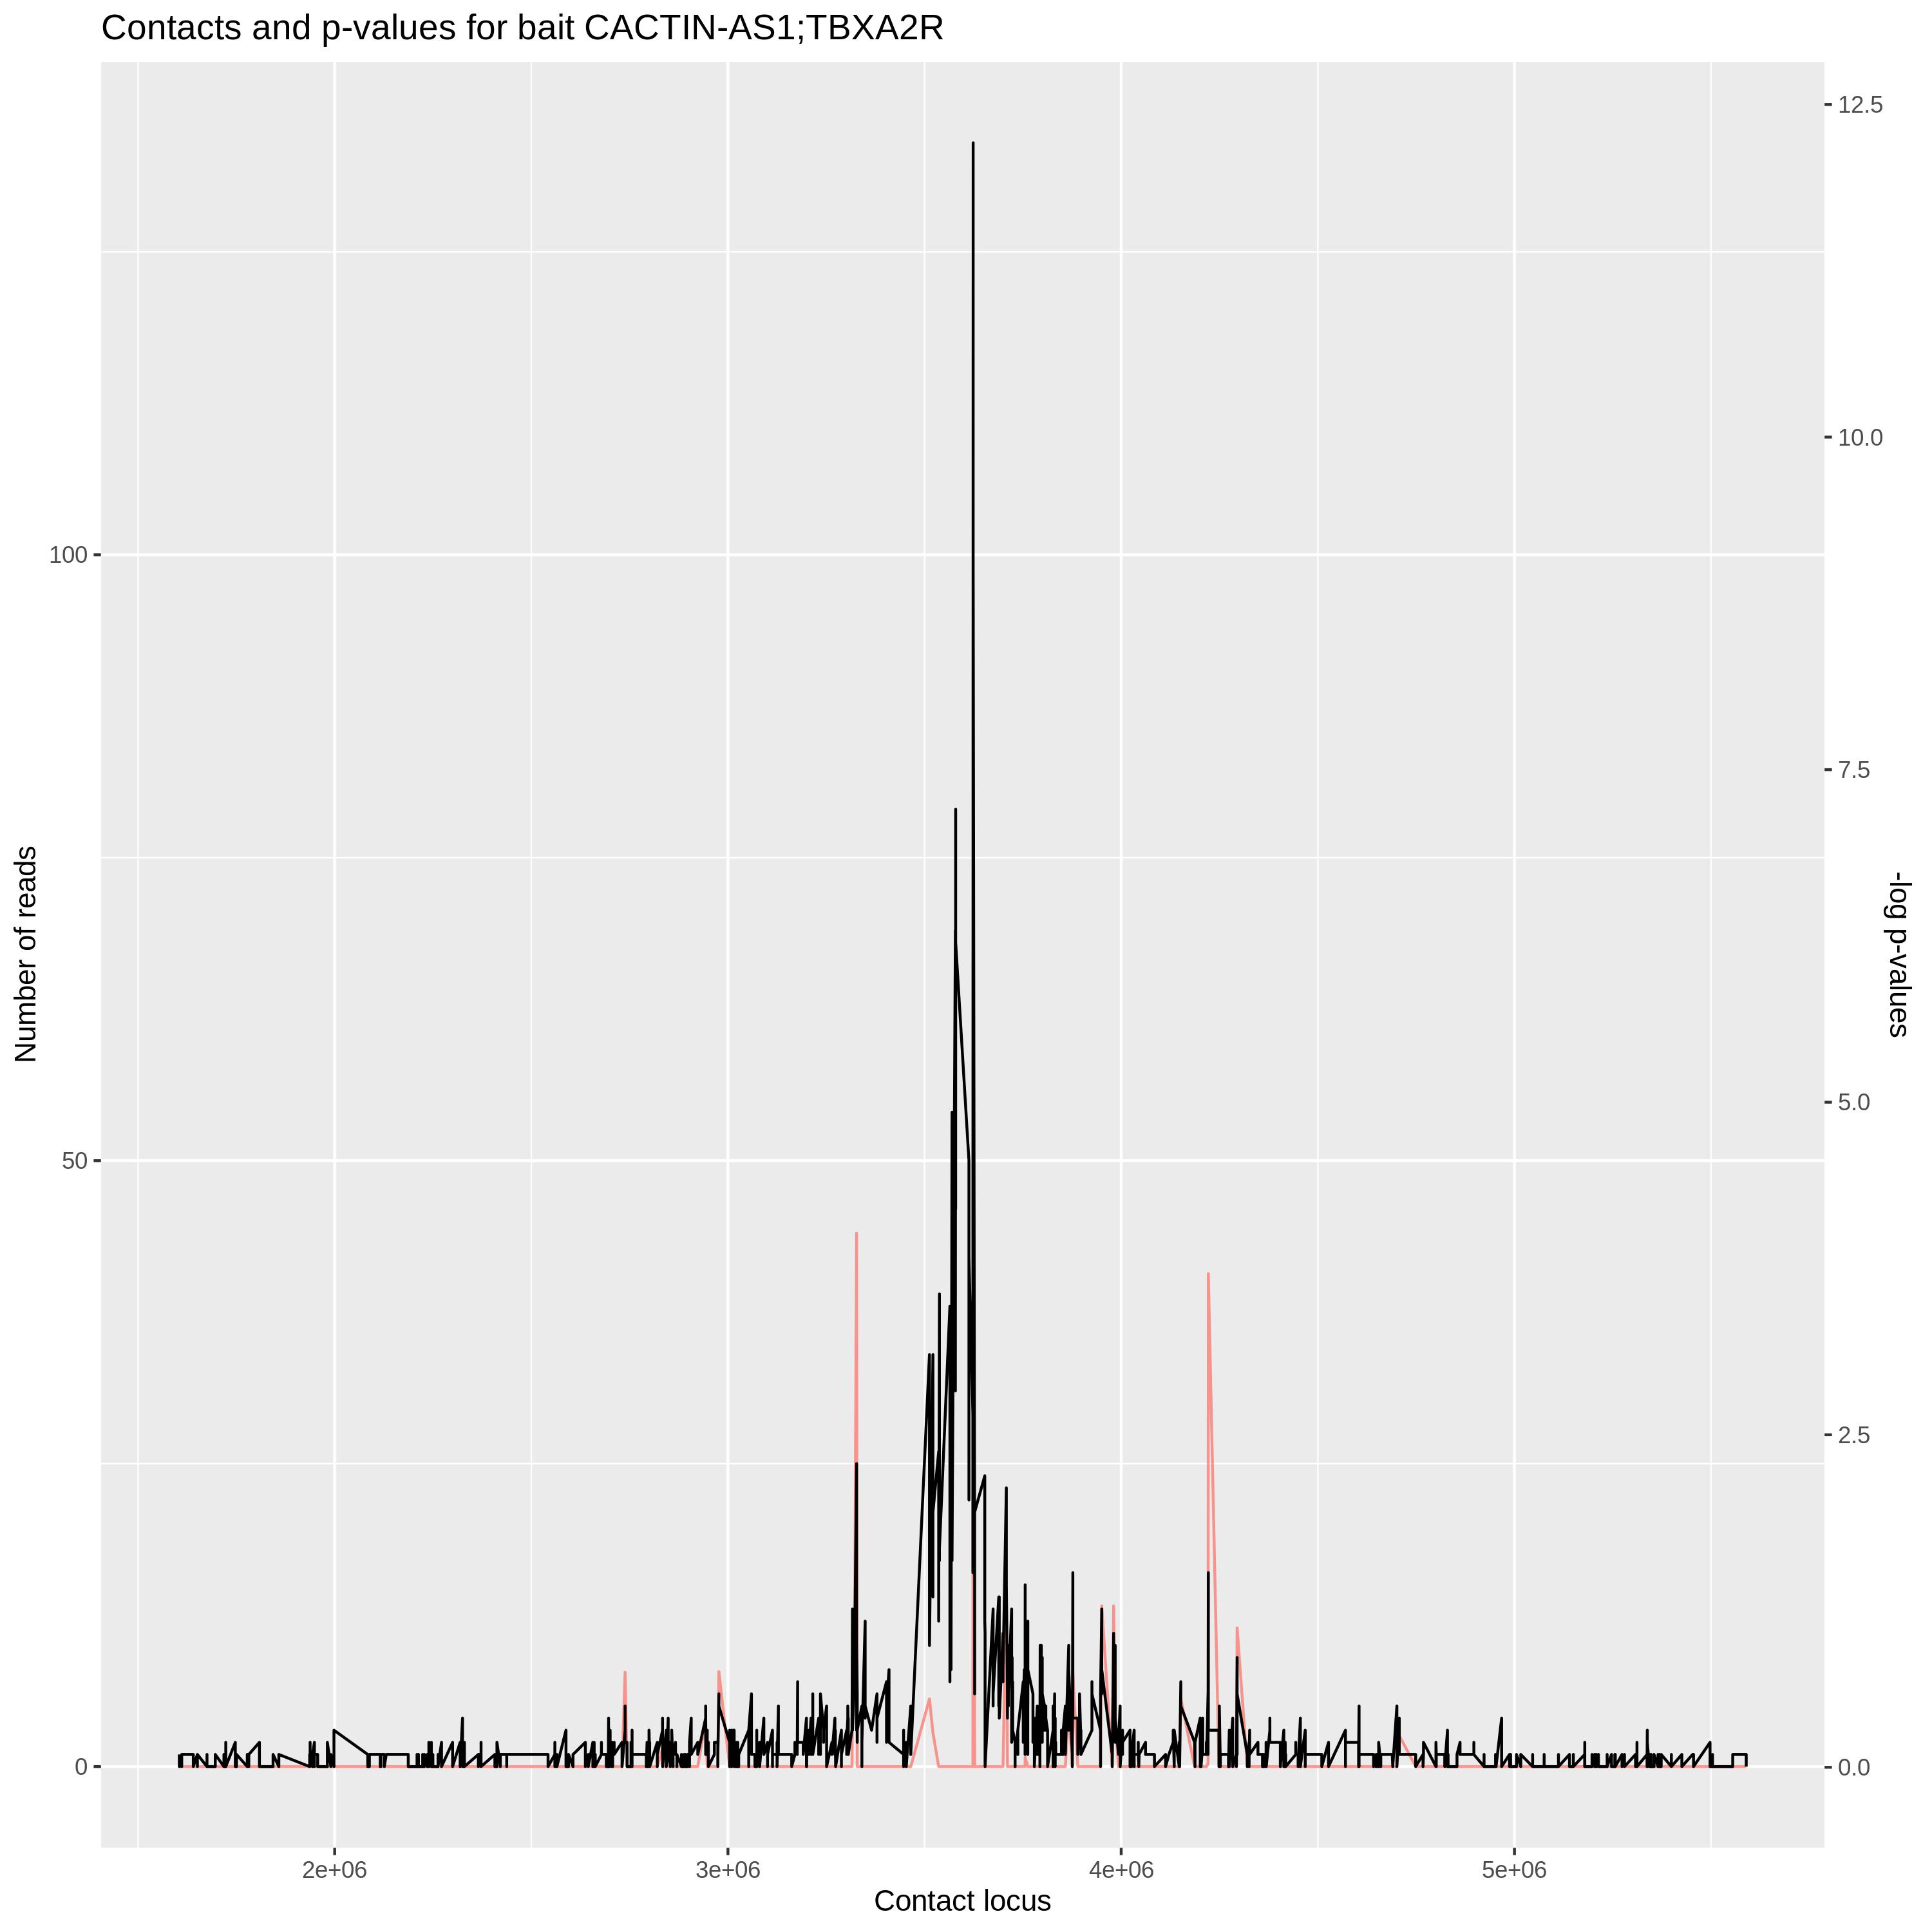 Contacts and p-values for bait CACTIN-AS1;TBXA2R
Number of reads
100
50
0
12.5
10.0
7.5
5.0
2.5
0.0
-log p-values
2e+06
3e+06
4e+06
5e+06
Contact locus